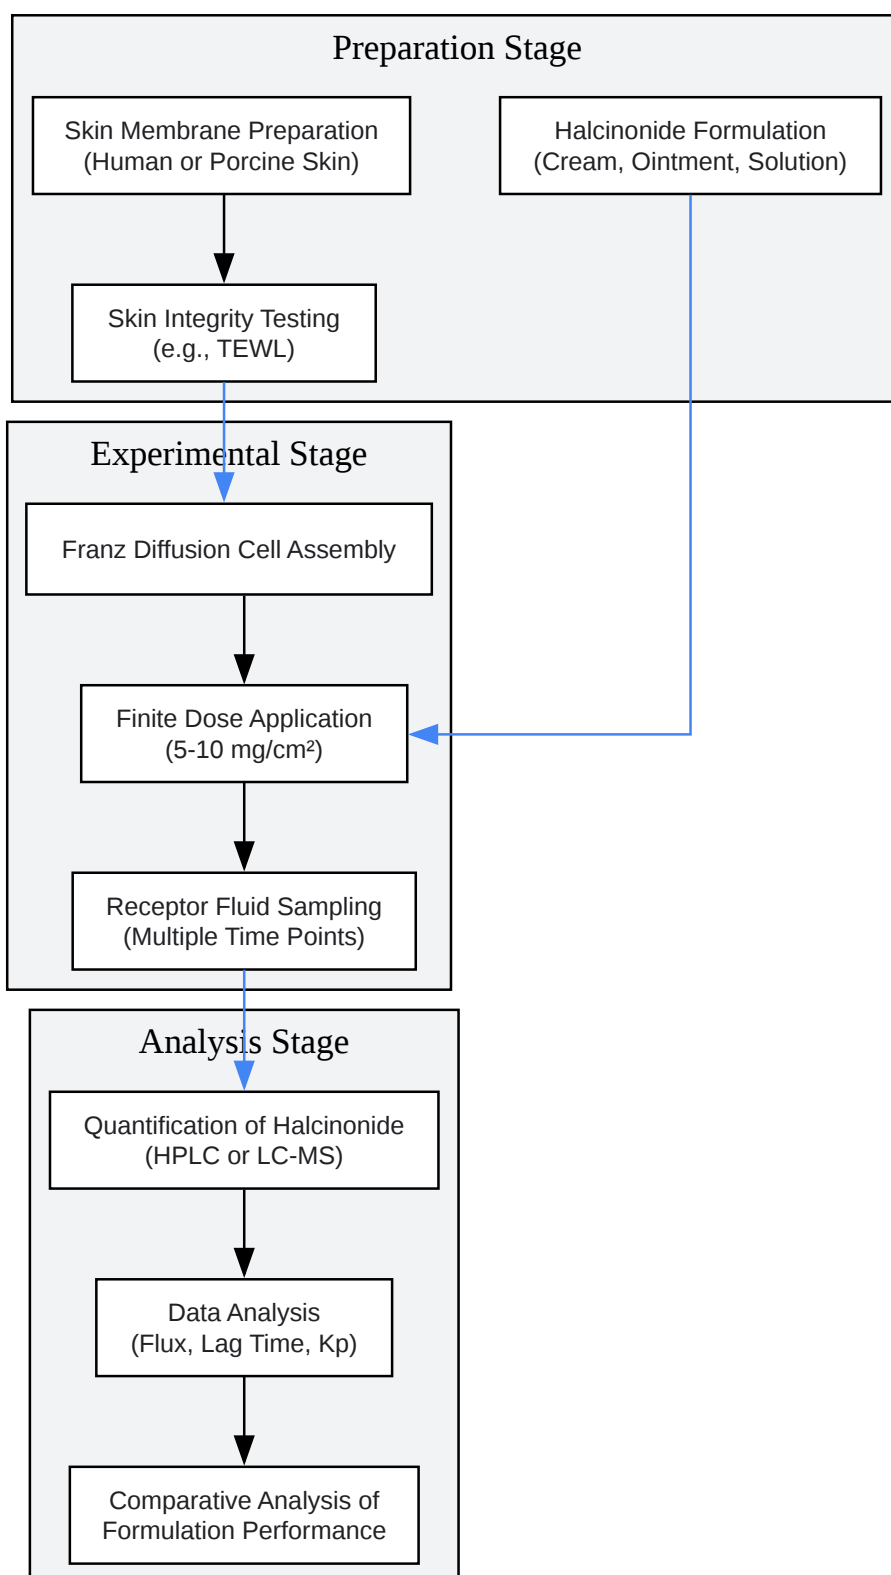 Preparation Stage
Skin Membrane Preparation
(Human or Porcine Skin)
Halcinonide Formulation
(Cream, Ointment, Solution)
Skin Integrity Testing
(e.g., TEWL)
Experimental Stage
Franz Diffusion Cell Assembly
Finite Dose Application
(5-10 mg/cm²)
Receptor Fluid Sampling
(Multiple Time Points)
Analysis Stage
Quantification of Halcinonide
(HPLC or LC-MS)
Data Analysis
(Flux, Lag Time, Kp)
Comparative Analysis of
Formulation Performance